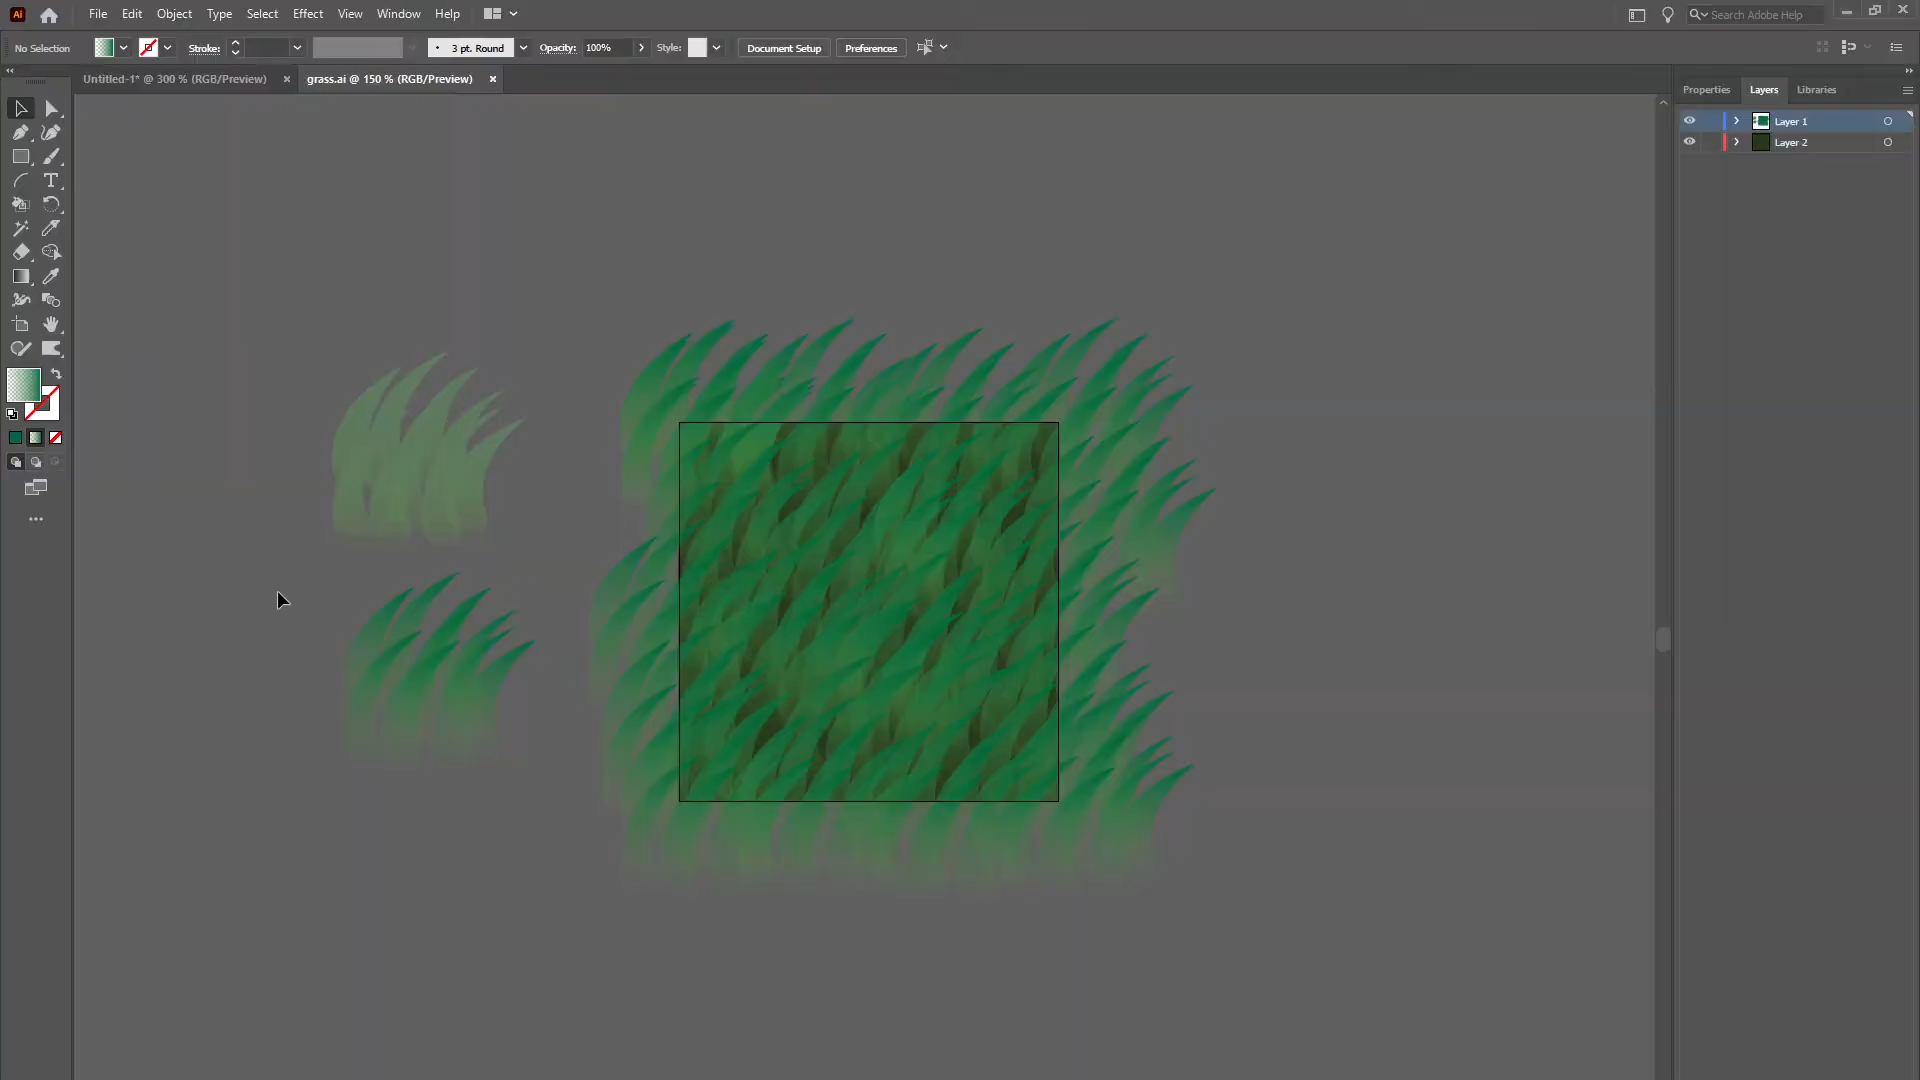 Ai File Edit Object Type Select Effect View Window Help Search Adobe Help
No Selection Stroke: 3 pt. Round Opacity: 100% Style: Document Setup Preferences
Untitled-1* @ 300 % (RGB/Preview) × grass.ai @ 150 % (RGB/Preview) ×
Properties Layers Libraries
Layer 1
Layer 2